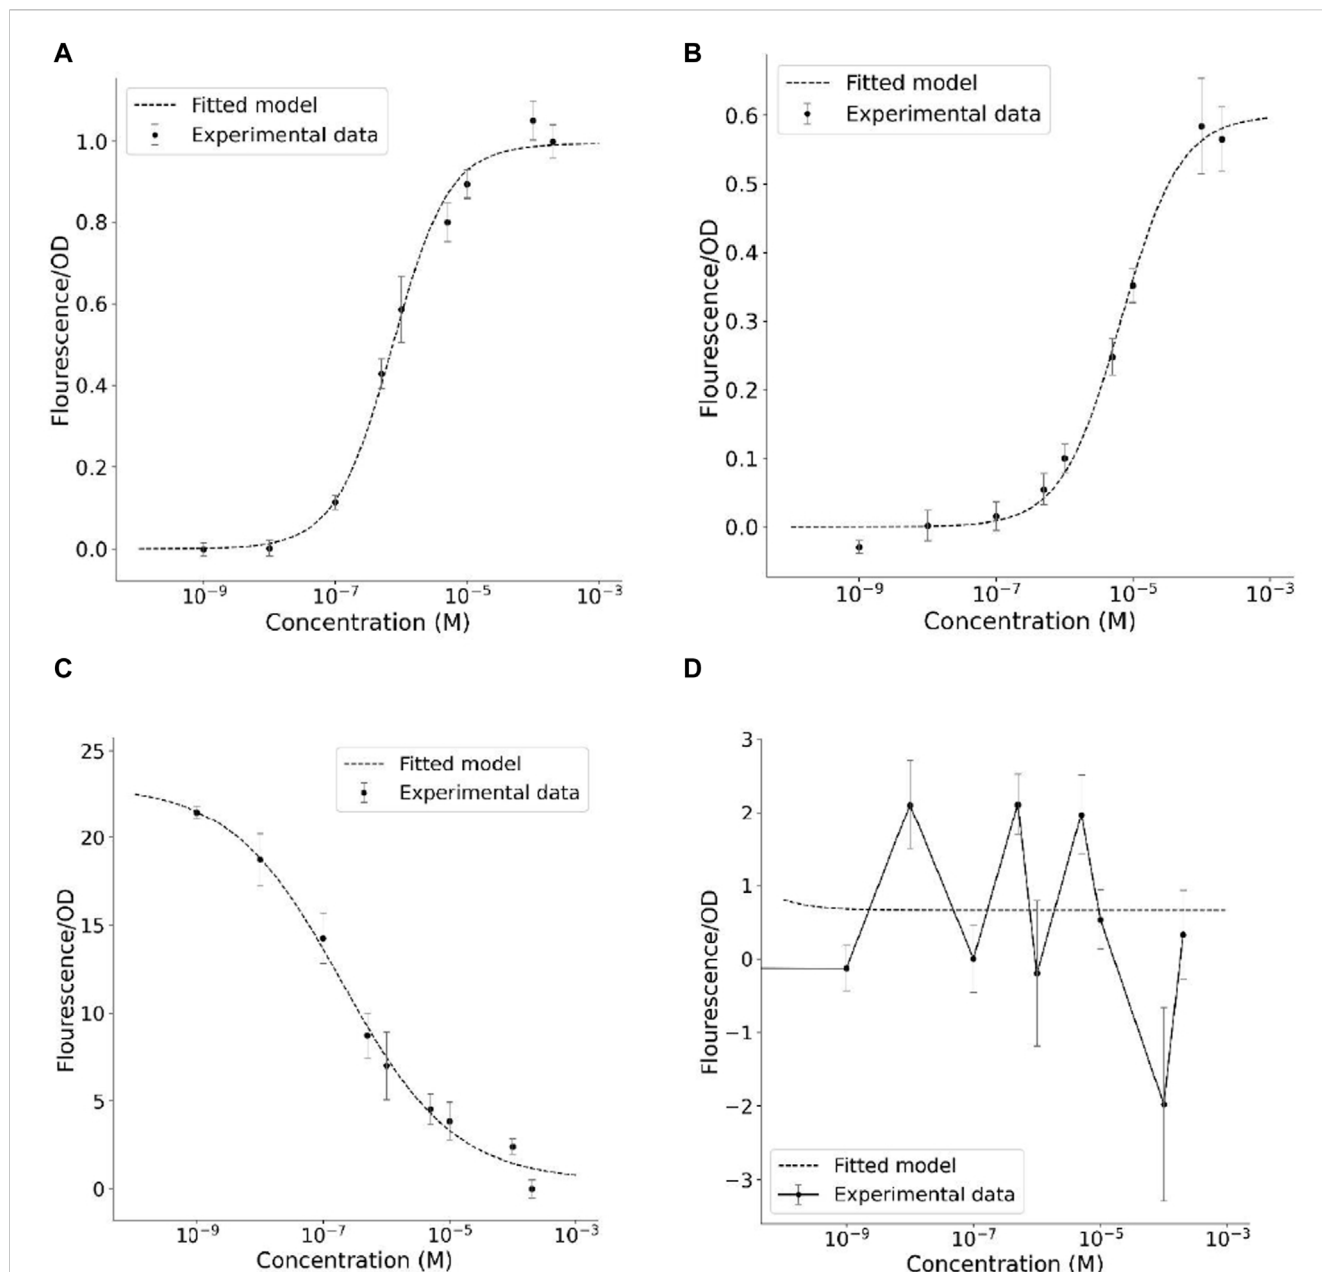 A
Fitted model
Experimental data
1.0
0.8
0.6
0.4
0.2
0.0
Flourescence/OD
10⁻⁹ 10⁻⁷ 10⁻⁵ 10⁻³
Concentration (M)
B
Fitted model
Experimental data
0.6
0.5
0.4
0.3
0.2
0.1
0.0
Flourescence/OD
10⁻⁹ 10⁻⁷ 10⁻⁵ 10⁻³
Concentration (M)
C
Fitted model
Experimental data
25
20
15
10
5
0
Flourescence/OD
10⁻⁹ 10⁻⁷ 10⁻⁵ 10⁻³
Concentration (M)
D
3
2
1
0
−1
−2
−3
Flourescence/OD
Fitted model
Experimental data
10⁻⁹ 10⁻⁷ 10⁻⁵ 10⁻³
Concentration (M)